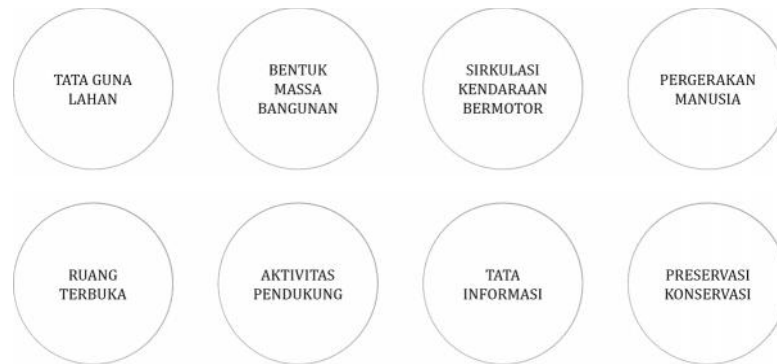 TATA GUNA
LAHAN
BENTUK
MASSA
BANGUNAN
SIRKULASI
KENDARAAN
BERMOTOR
PERGERAKAN
MANUSIA
RUANG
TERBUKA
AKTIVITAS
PENDUKUNG
TATA
INFORMASI
PRESERVASI
KONSERVASI